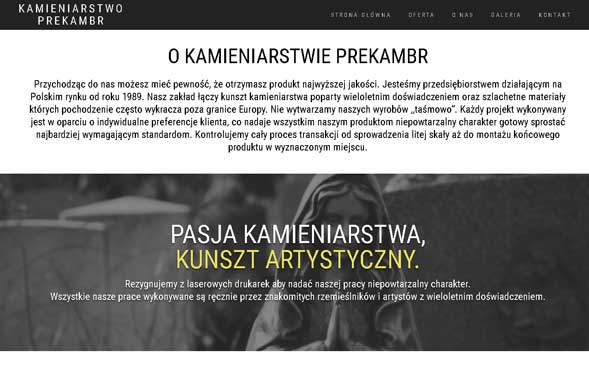 KAMIENIARSTWO
PREKAMBR
STRONA GŁÓWNA OFERTA O NAS GALERIA KONTAKT
O KAMIENIARSTWIE PREKAMBR
Przychodząc do nas możesz mieć pewność, że otrzymasz produkt najwyższej jakości. Jesteśmy przedsiębiorstwem działającym na
Polskim rynku od roku 1989. Nasz zakład łączy kunszt kamieniarstwa poparty wieloletnim doświadczeniem oraz szlachetne materiały
których pochodzenie często wykracza poza granice Europy. Nie wytwarzamy naszych wyrobów ,,taśmowo”. Każdy projekt wykonywany
jest w oparciu o indywidualne preferencje klienta, co nadaje wszystkim naszym produktom niepowtarzalny charakter gotowy sprostać
najbardziej wymagającym standardom. Kontrolujemy cały proces transakcji od sprowadzenia litej skały aż do montażu końcowego
produktu w wyznaczonym miejscu.
PASJA KAMIENIARSTWA,
KUNSZT ARTYSTYCZNY.
Rezygnujemy z laserowych drukarek aby nadać naszej pracy niepowtarzalny charakter.
Wszystkie nasze prace wykonywane są ręcznie przez znakomitych rzemieślników i artystów z wieloletnim doświadczeniem.